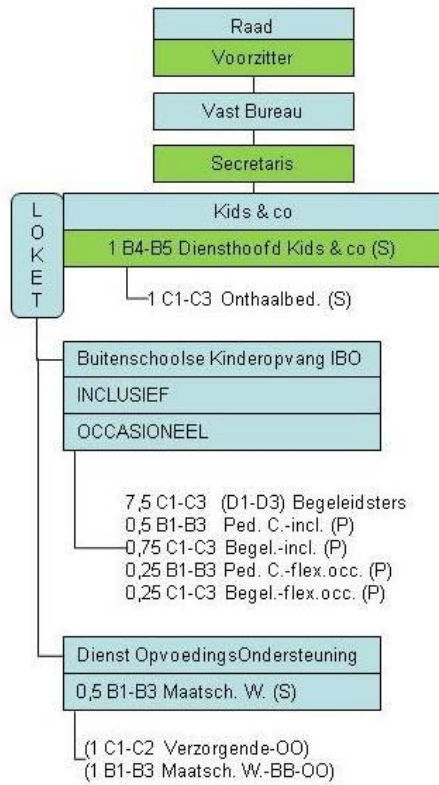 Raad
Voorzitter
Vast Bureau
Secretaris
LOKET
Kids & co
1 B4-B5 Diensthoofd Kids & co (S)
1 C1-C3 Onthaalbed. (S)
Buitenschoolse Kinderopvang IBO
INCLUSIEF
OCCASIONEEL
7,5 C1-C3 (D1-D3) Begeleidsters
0,5 B1-B3 Ped. C.-incl. (P)
0,75 C1-C3 Begel.-incl. (P)
0,25 B1-B3 Ped. C.-flex.occ. (P)
0,25 C1-C3 Begel.-flex.occ. (P)
Dienst OpvoedingsOndersteuning
0,5 B1-B3 Maatsch. W. (S)
(1 C1-C2 Verzorgende-OO)
(1 B1-B3 Maatsch. W.-BB-OO)